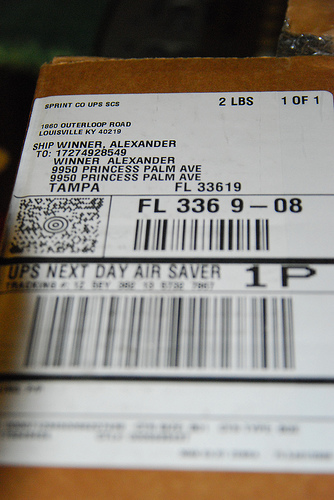 SPRINT CO UPS SCS
2 LBS 1 OF 1
1860 OUTERLOOP ROAD
LOUISVILLE KY 40219
SHIP WINNER, ALEXANDER
TO: 17274928549
WINNER ALEXANDER
9950 PRINCESS PALM AVE
9950 PRINCESS PALM AVE
TAMPA FL 33619
FL 336 9-08
UPS NEXT DAY AIR SAVER
1P
TRACKING #: 1Z